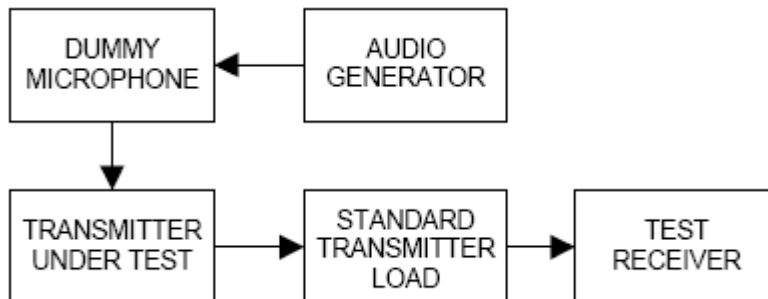 DUMMY
MICROPHONE
AUDIO
GENERATOR
TRANSMITTER
UNDER TEST
STANDARD
TRANSMITTER
LOAD
TEST
RECEIVER